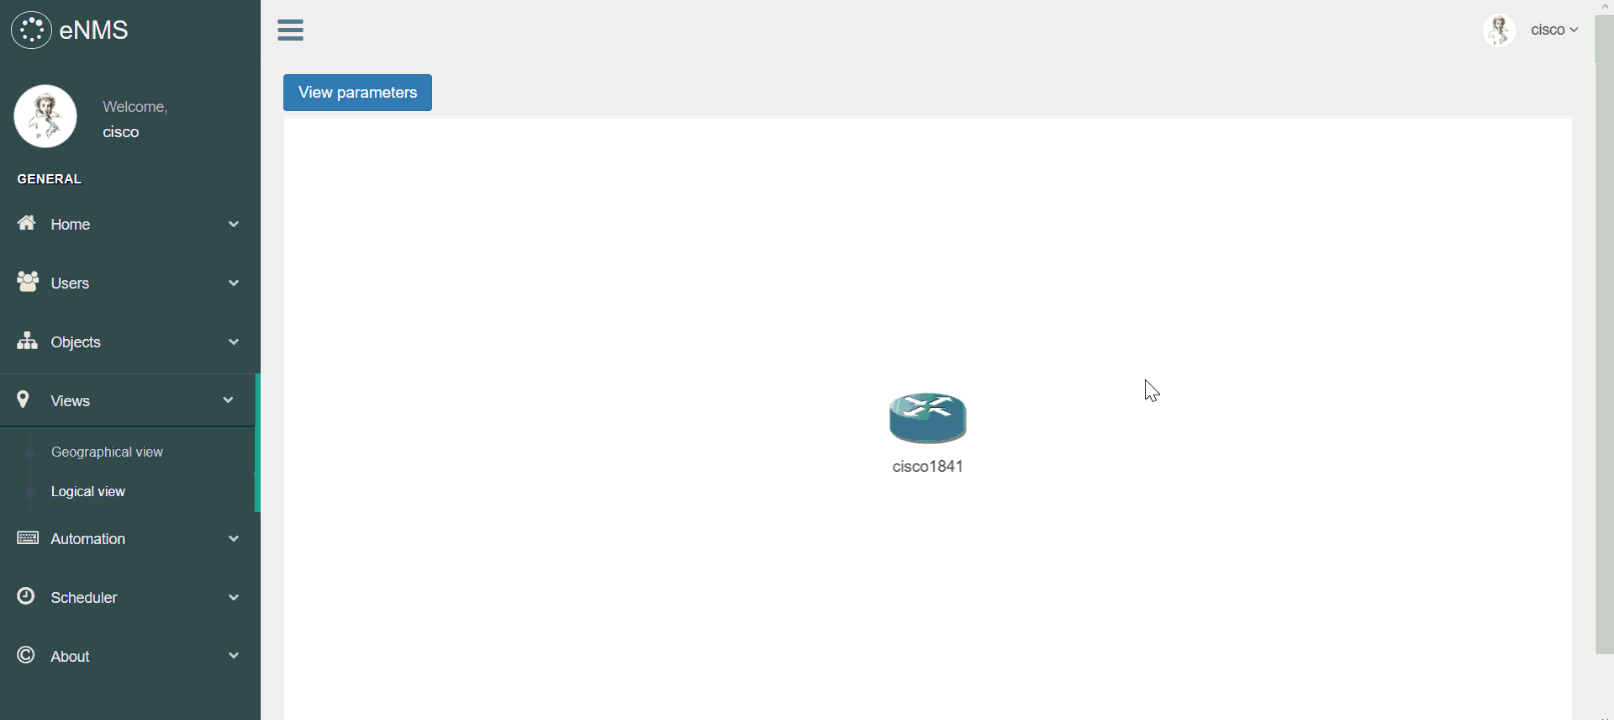 eNMS
cisco
View parameters
Welcome,
cisco
GENERAL
Home
Users
Objects
Views
Geographical view
Logical view
Automation
Scheduler
About
cisco1841